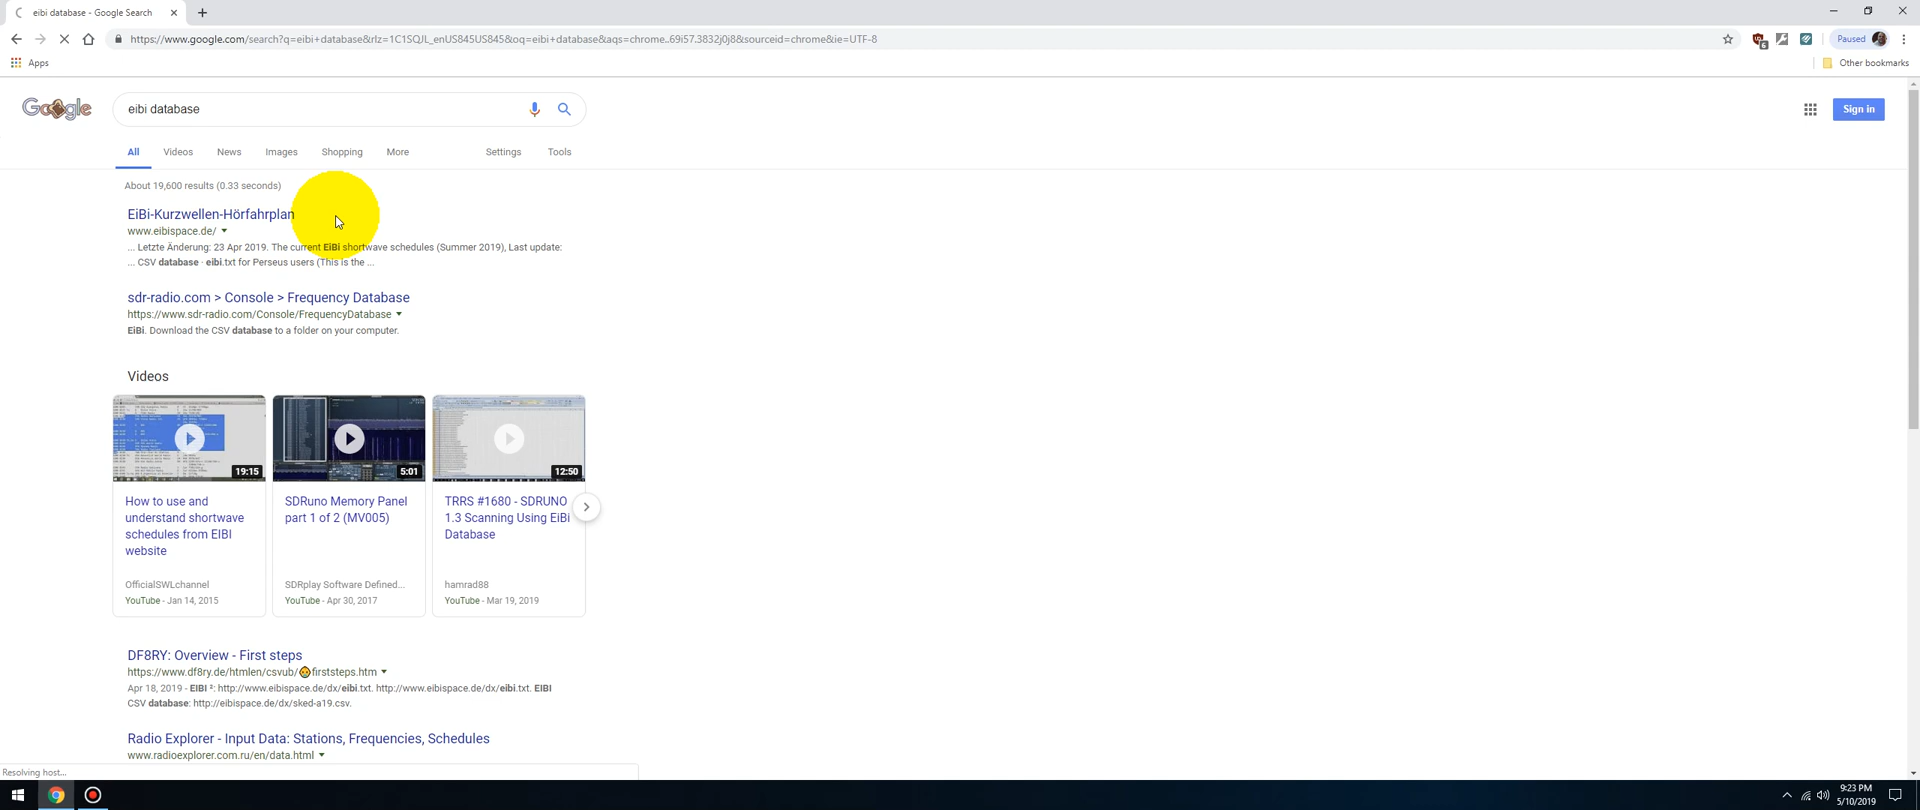 eibi database - Google Search
https://www.google.com/search?q=eibi+database&rlz=1C1SQJL_enUS845US845&oq=eibi+database&aqs=chrome..69i57.3832j0j8&sourceid=chrome&ie=UTF-8
6
Paused
Apps
Other bookmarks
Google
eibi database
Sign in
All Videos News Images Shopping More Settings Tools
About 19,600 results (0.33 seconds)
EiBi-Kurzwellen-Hörfahrplan
www.eibispace.de/
... Letzte Änderung: 23 Apr 2019. The current EiBi shortwave schedules (Summer 2019), Last update:
... CSV database · eibi.txt for Perseus users (This is the ...
sdr-radio.com > Console > Frequency Database
https://www.sdr-radio.com/Console/FrequencyDatabase
EiBi. Download the CSV database to a folder on your computer.
Videos
19:15
How to use and
understand shortwave
schedules from EIBI
website
OfficialSWLchannel
YouTube - Jan 14, 2015
5:01
SDRuno Memory Panel
part 1 of 2 (MV005)
SDRplay Software Defined...
YouTube - Apr 30, 2017
12:50
TRRS #1680 - SDRUNO
1.3 Scanning Using EiBi
Database
hamrad88
YouTube - Mar 19, 2019
DF8RY: Overview - First steps
https://www.df8ry.de/htmlen/csvub/🐵firststeps.htm
Apr 18, 2019 - EIBI ²: http://www.eibispace.de/dx/eibi.txt. http://www.eibispace.de/dx/eibi.txt. EIBI
CSV database: http://eibispace.de/dx/sked-a19.csv.
Radio Explorer - Input Data: Stations, Frequencies, Schedules
www.radioexplorer.com.ru/en/data.html
Resolving host...
9:23 PM
5/10/2019